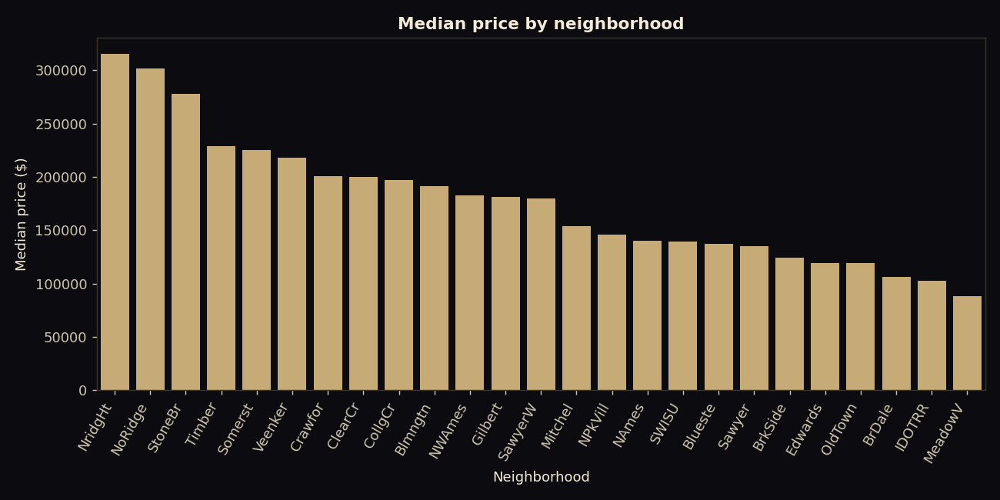 Median price by neighborhood
Median price ($)
300000
250000
200000
150000
100000
50000
0
NridgHt
NoRidge
StoneBr
Timber
Somerst
Veenker
Crawfor
ClearCr
CollgCr
Blmngtn
NWAmes
Gilbert
SawyerW
Mitchel
NPkVill
NAmes
SWISU
Blueste
Sawyer
BrkSide
Edwards
OldTown
BrDale
IDOTRR
MeadowV
Neighborhood